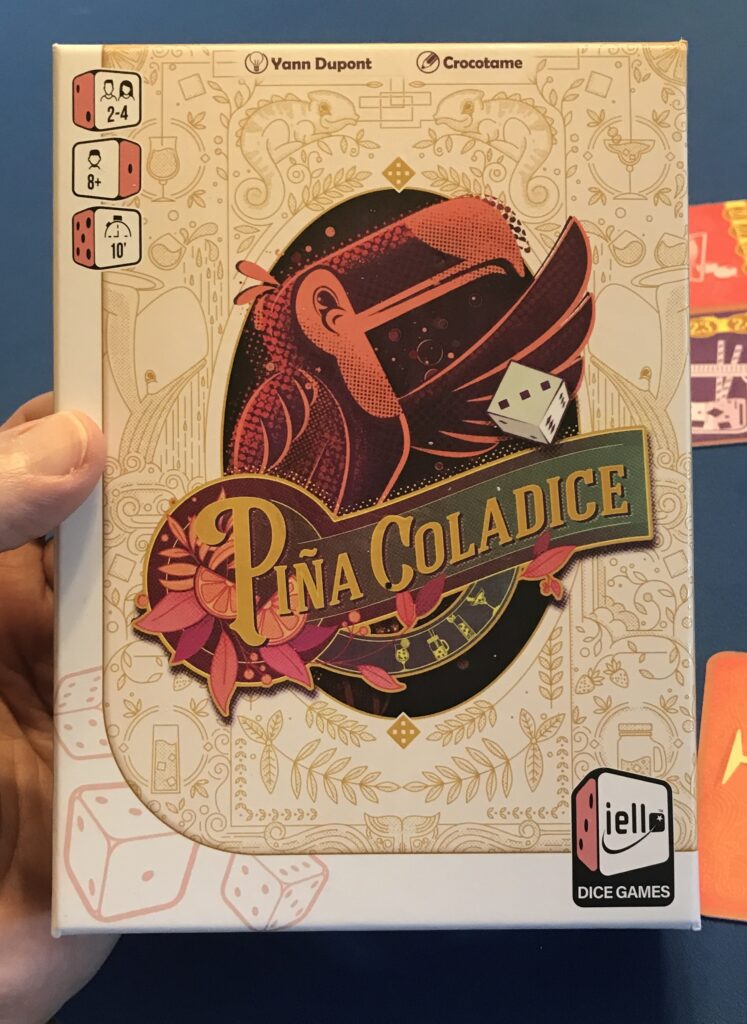 Yann Dupont
Crocotame
2-4
8+
10'
PIÑA COLADICE
iello
DICE GAMES